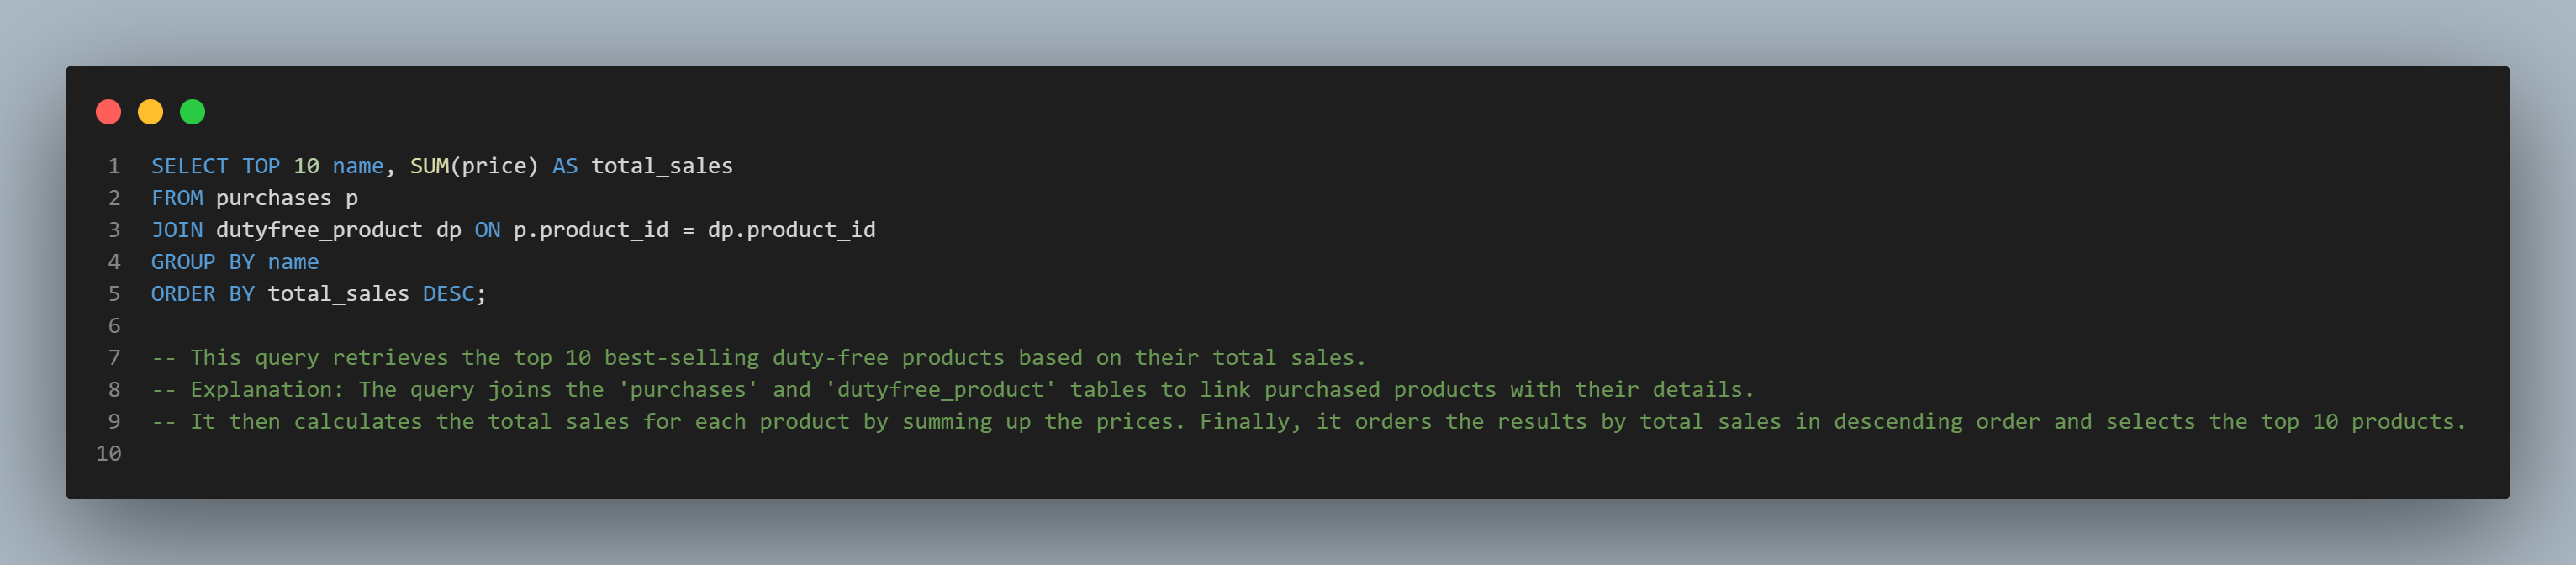 1 SELECT TOP 10 name, SUM(price) AS total_sales
2 FROM purchases p
3 JOIN dutyfree_product dp ON p.product_id = dp.product_id
4 GROUP BY name
5 ORDER BY total_sales DESC;
6
7 -- This query retrieves the top 10 best-selling duty-free products based on their total sales.
8 -- Explanation: The query joins the 'purchases' and 'dutyfree_product' tables to link purchased products with their details.
9 -- It then calculates the total sales for each product by summing up the prices. Finally, it orders the results by total sales in descending order and selects the top 10 products.
10